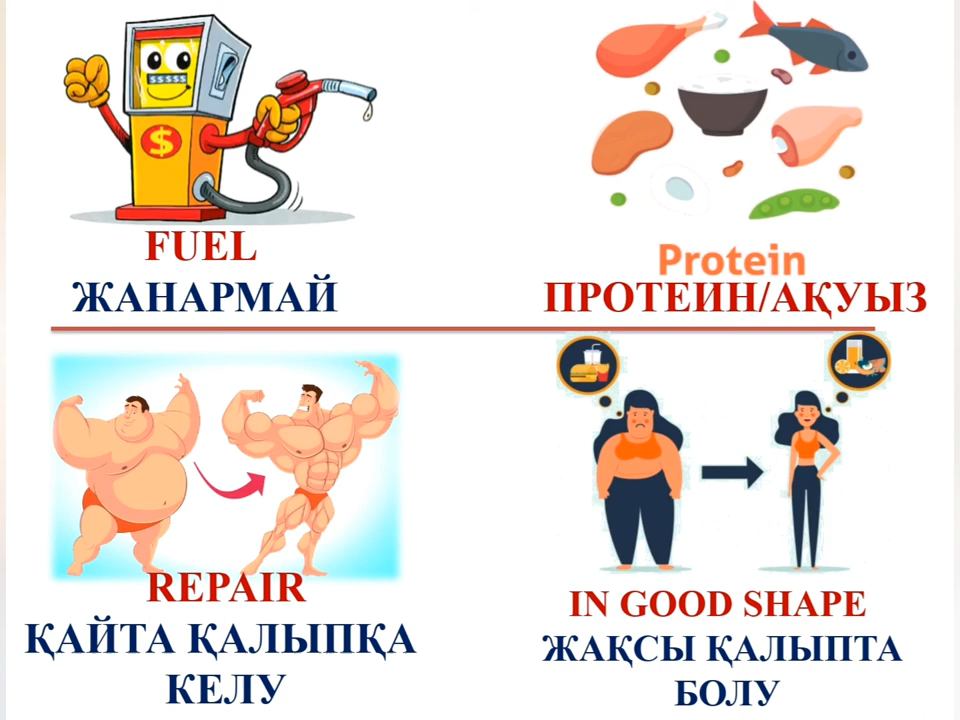 $
FUEL
ЖАНАРМАЙ
Protein
ПРОТЕИН/АҚУЫЗ
REPAIR
ҚАЙТА ҚАЛЫПҚА
КЕЛУ
IN GOOD SHAPE
ЖАҚСЫ ҚАЛЫПТА
БОЛУ